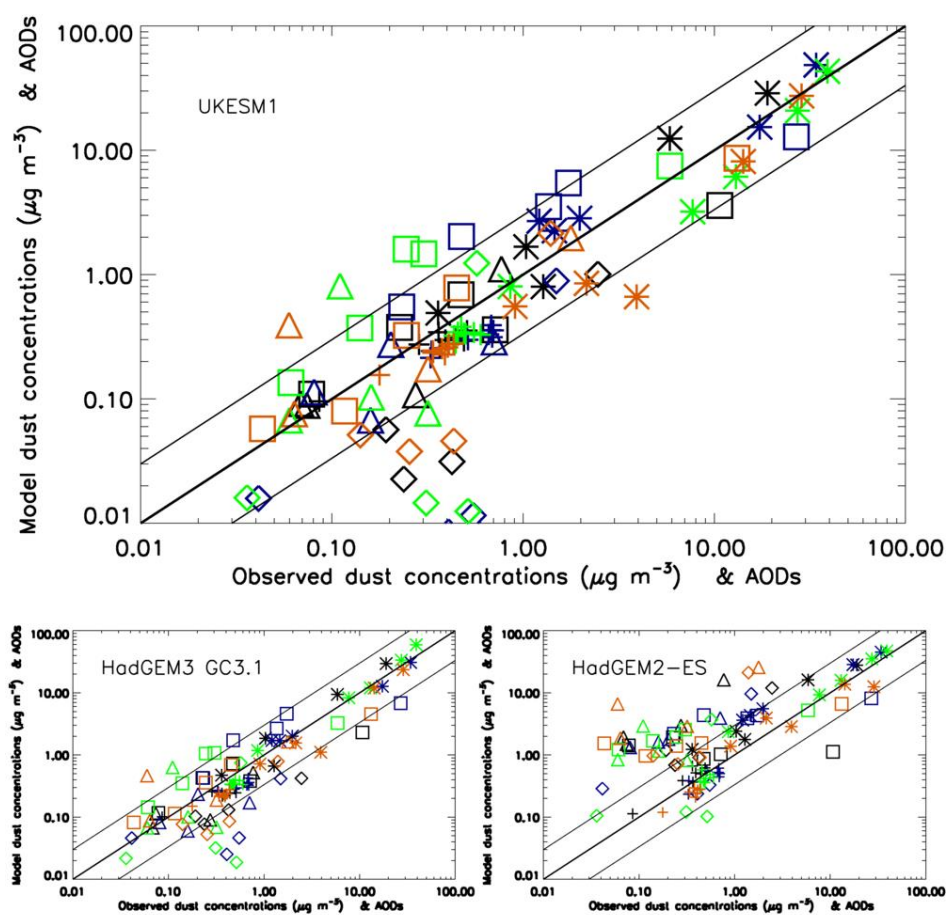 Model dust concentrations (μg m⁻³) & AODs
100.00
10.00
1.00
0.10
0.01
UKESM1
0.01 0.10 1.00 10.00 100.00
Observed dust concentrations (μg m⁻³) & AODs
Model dust concentrations (μg m⁻³) & AODs
100.00
10.00
1.00
0.10
0.01
HadGEM3 GC3.1
0.01 0.10 1.00 10.00 100.00
Observed dust concentrations (μg m⁻³) & AODs
Model dust concentrations (μg m⁻³) & AODs
100.00
10.00
1.00
0.10
0.01
HadGEM2-ES
0.01 0.10 1.00 10.00 100.00
Observed dust concentrations (μg m⁻³) & AODs